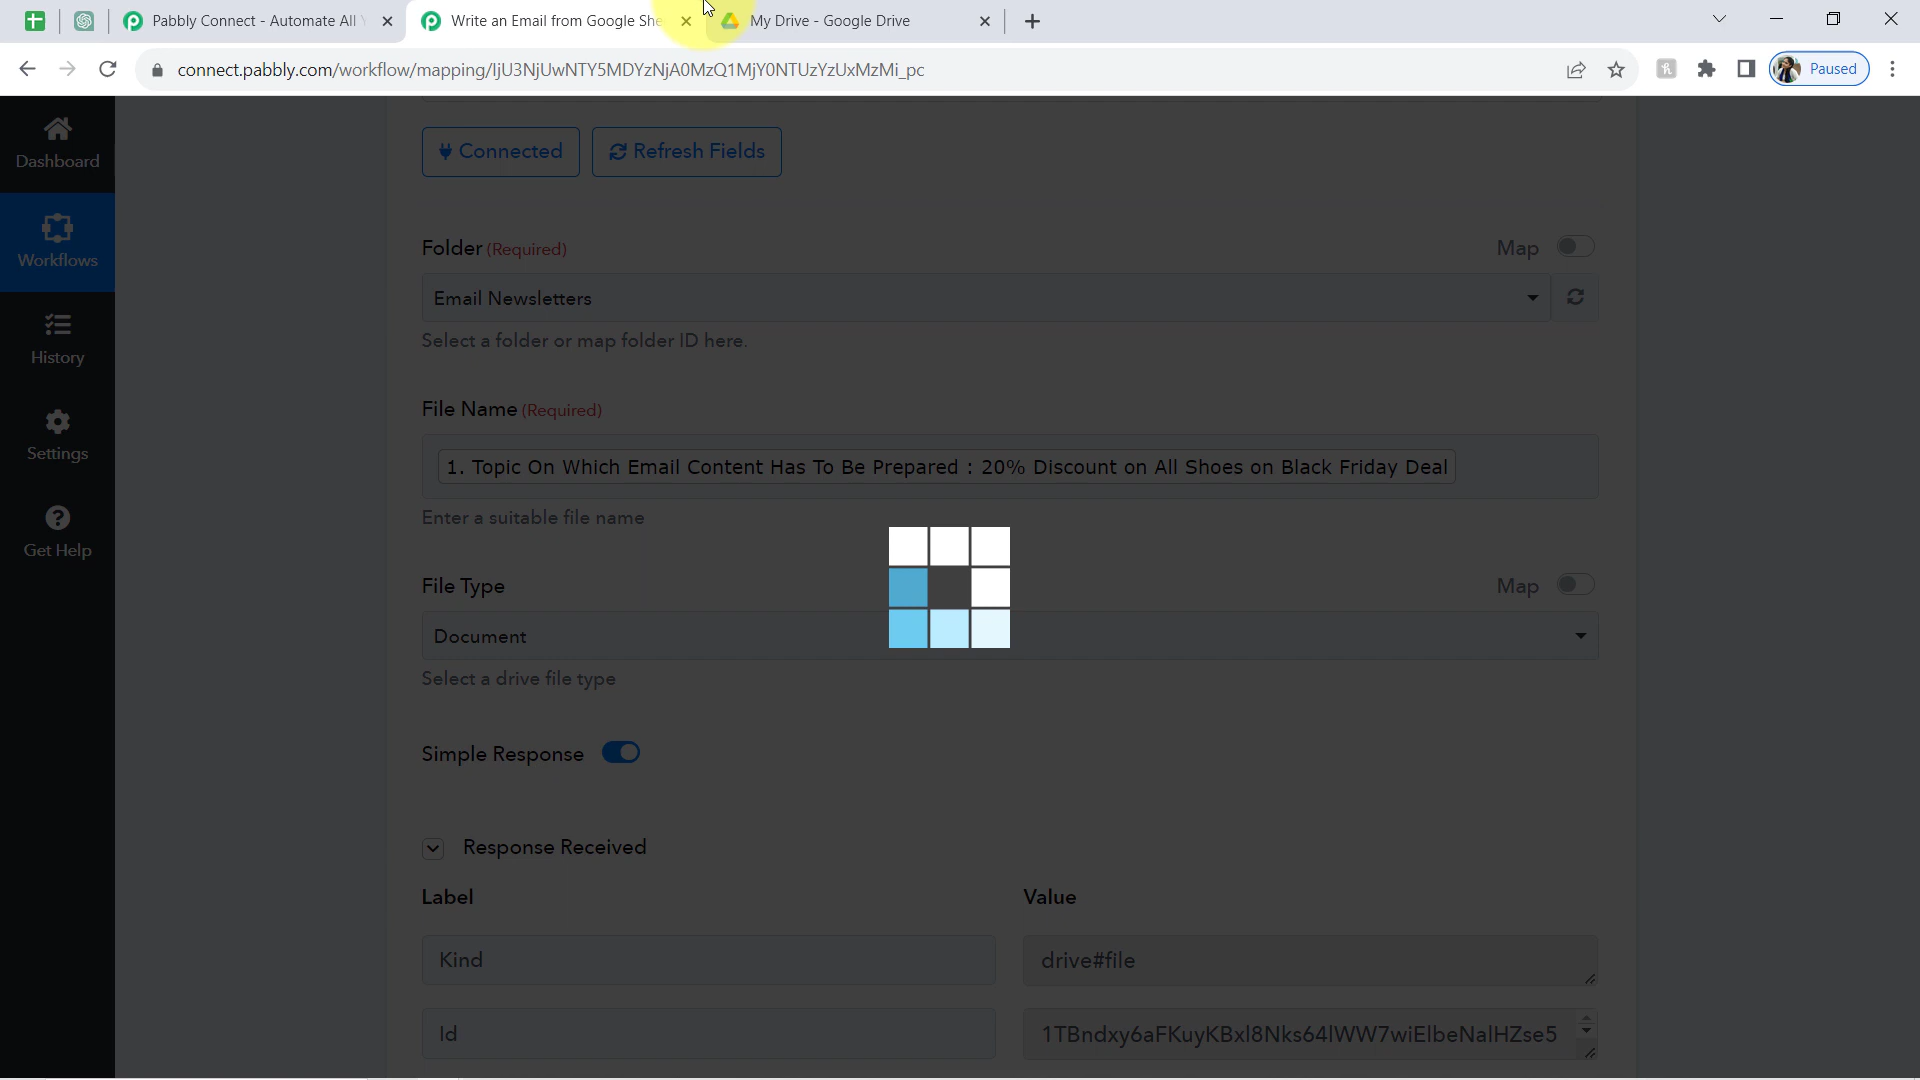 Pabbly Connect - Automate All
Write an Email from Google She
My Drive - Google Drive
connect.pabbly.com/workflow/mapping/IjU3NjUwNTY5MDYzNjA0MzQ1MjY0NTUzYzUxMzMi_pc
Paused
Dashboard
Workflows
History
Settings
Get Help
Connected
Refresh Fields
Folder (Required)
Map
Email Newsletters
Select a folder or map folder ID here.
File Name (Required)
1. Topic On Which Email Content Has To Be Prepared : 20% Discount on All Shoes on Black Friday Deal
Enter a suitable file name
File Type
Map
Document
Select a drive file type
Simple Response
Response Received
Label
Value
Kind
drive#file
Id
1TBndxy6aFKuyKBxl8Nks64lWW7wiElbeNalHZse5